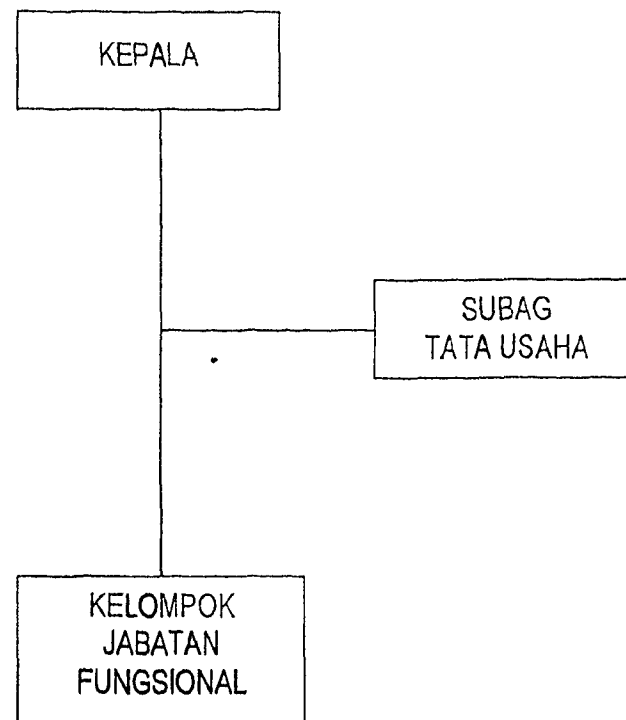 KEPALA
SUBAG
TATA USAHA
KELOMPOK
JABATAN
FUNGSIONAL